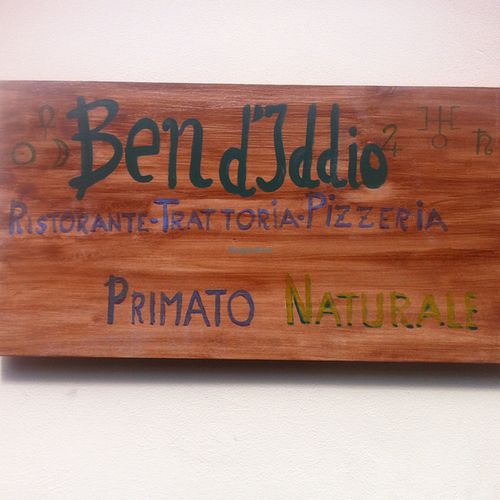 Ben d'Iddio
RISTORANTE-TRATTORIA-PIZZERIA
PRIMATO NATURALE